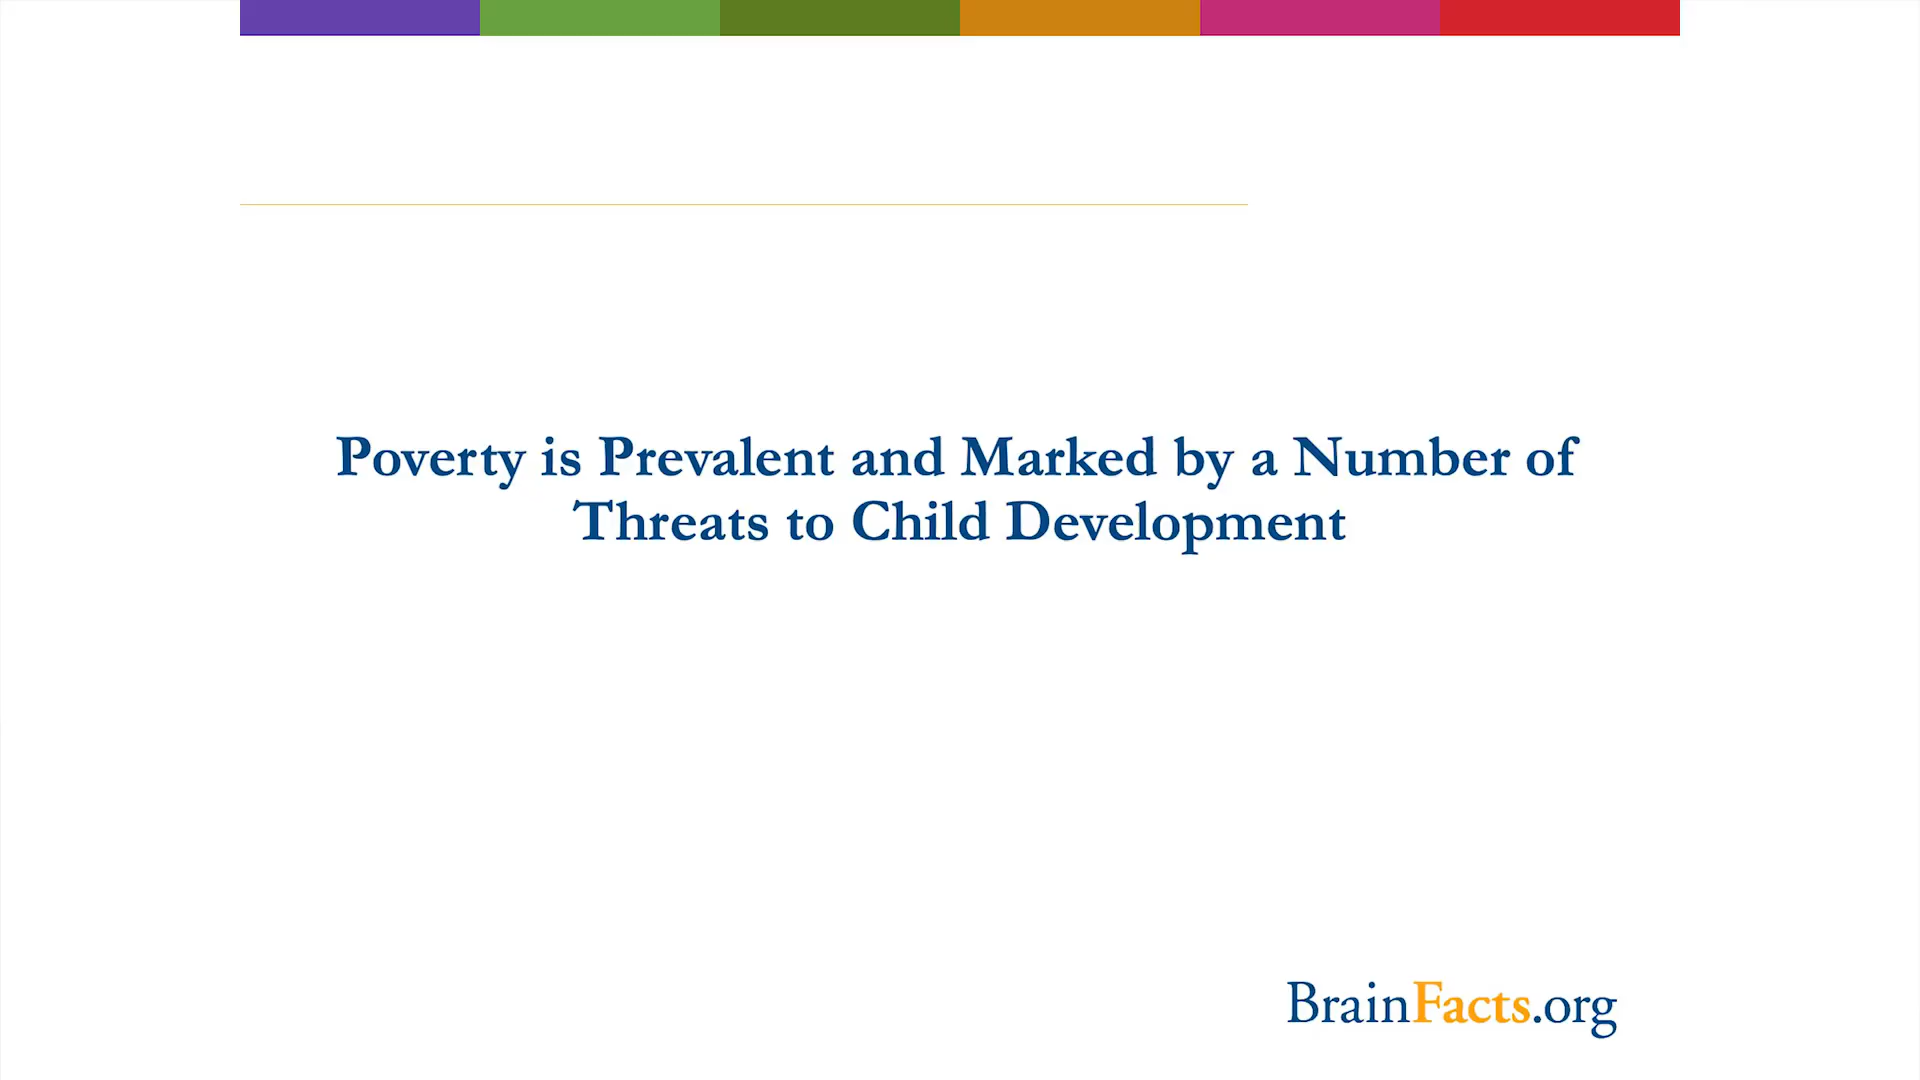 Poverty is Prevalent and Marked by a Number of
Threats to Child Development
BrainFacts.org